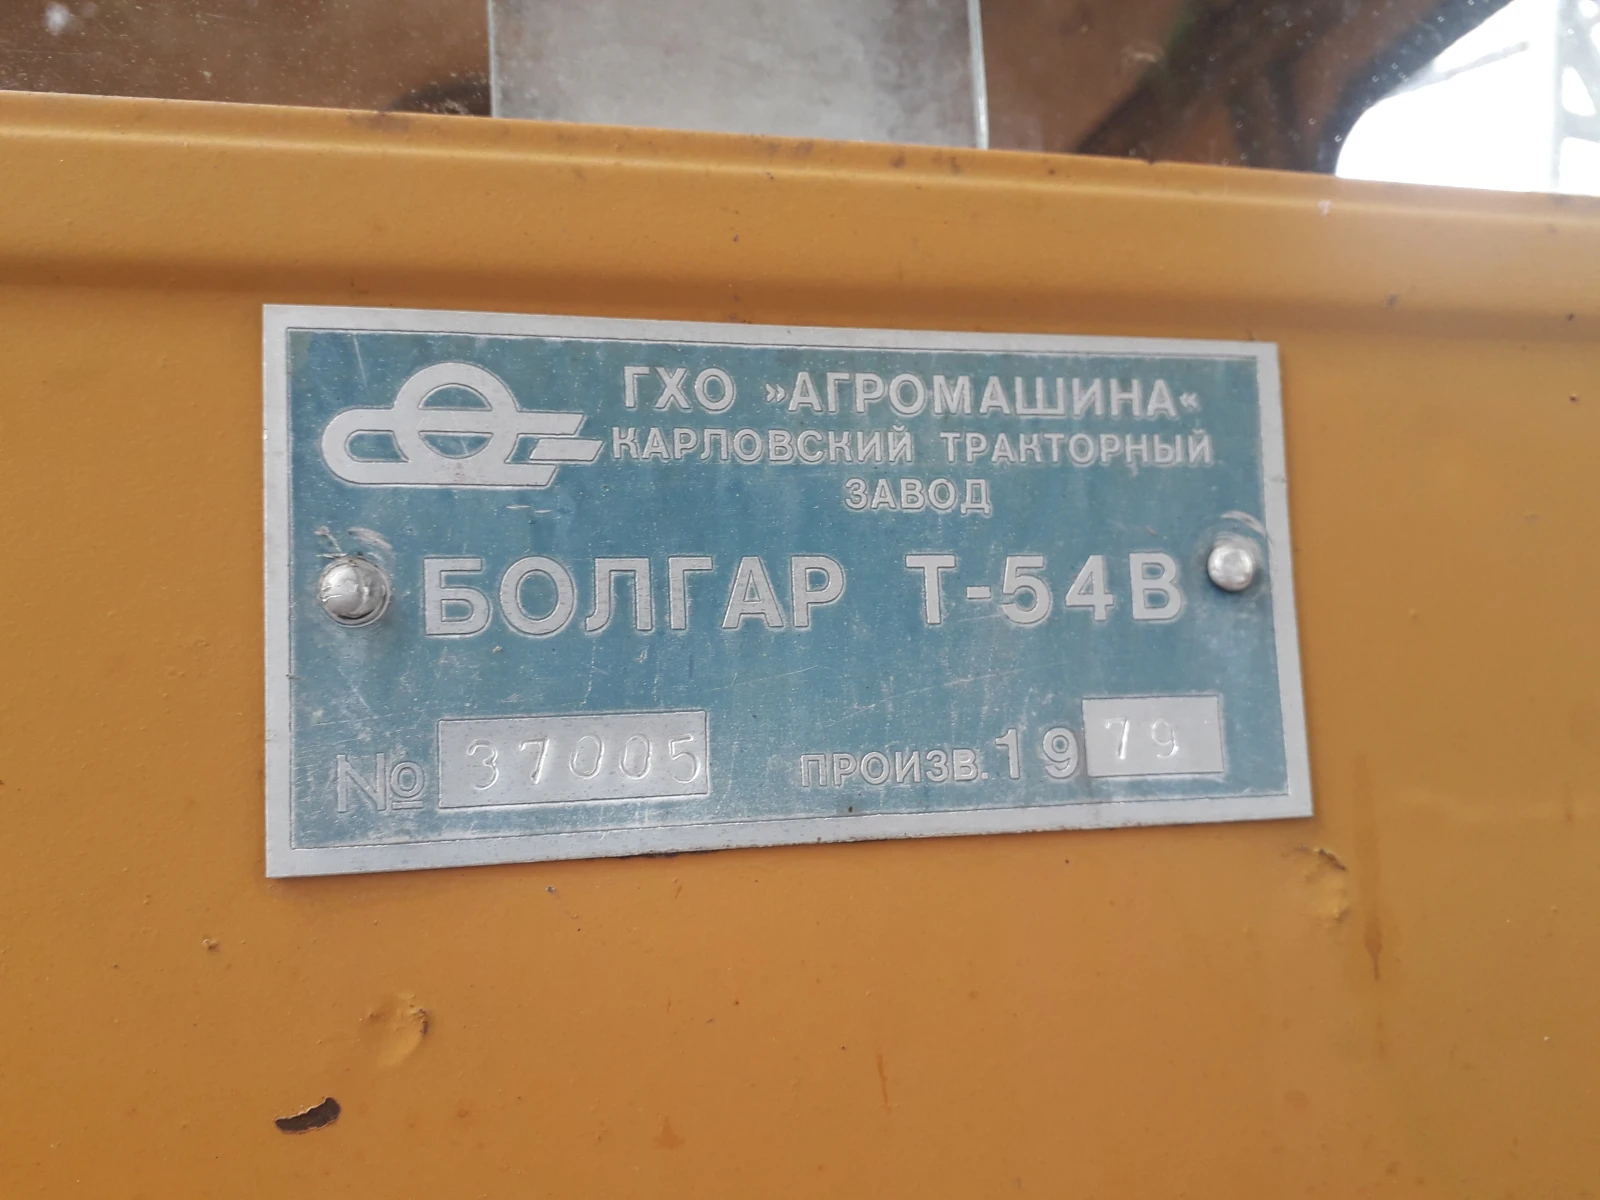 ГХО »АГРОМАШИНА«
КАРЛОВСКИЙ ТРАКТОРНЫЙ
ЗАВОД
БОЛГАР Т-54В
№ 37005 ПРОИЗВ. 1979